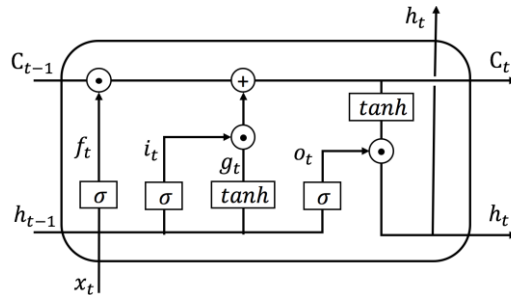 h_t
C_{t-1} ⊙ + C_t
tanh
f_t i_t ⊙ o_t ⊙
g_t
σ σ tanh σ
h_{t-1} h_t
x_t